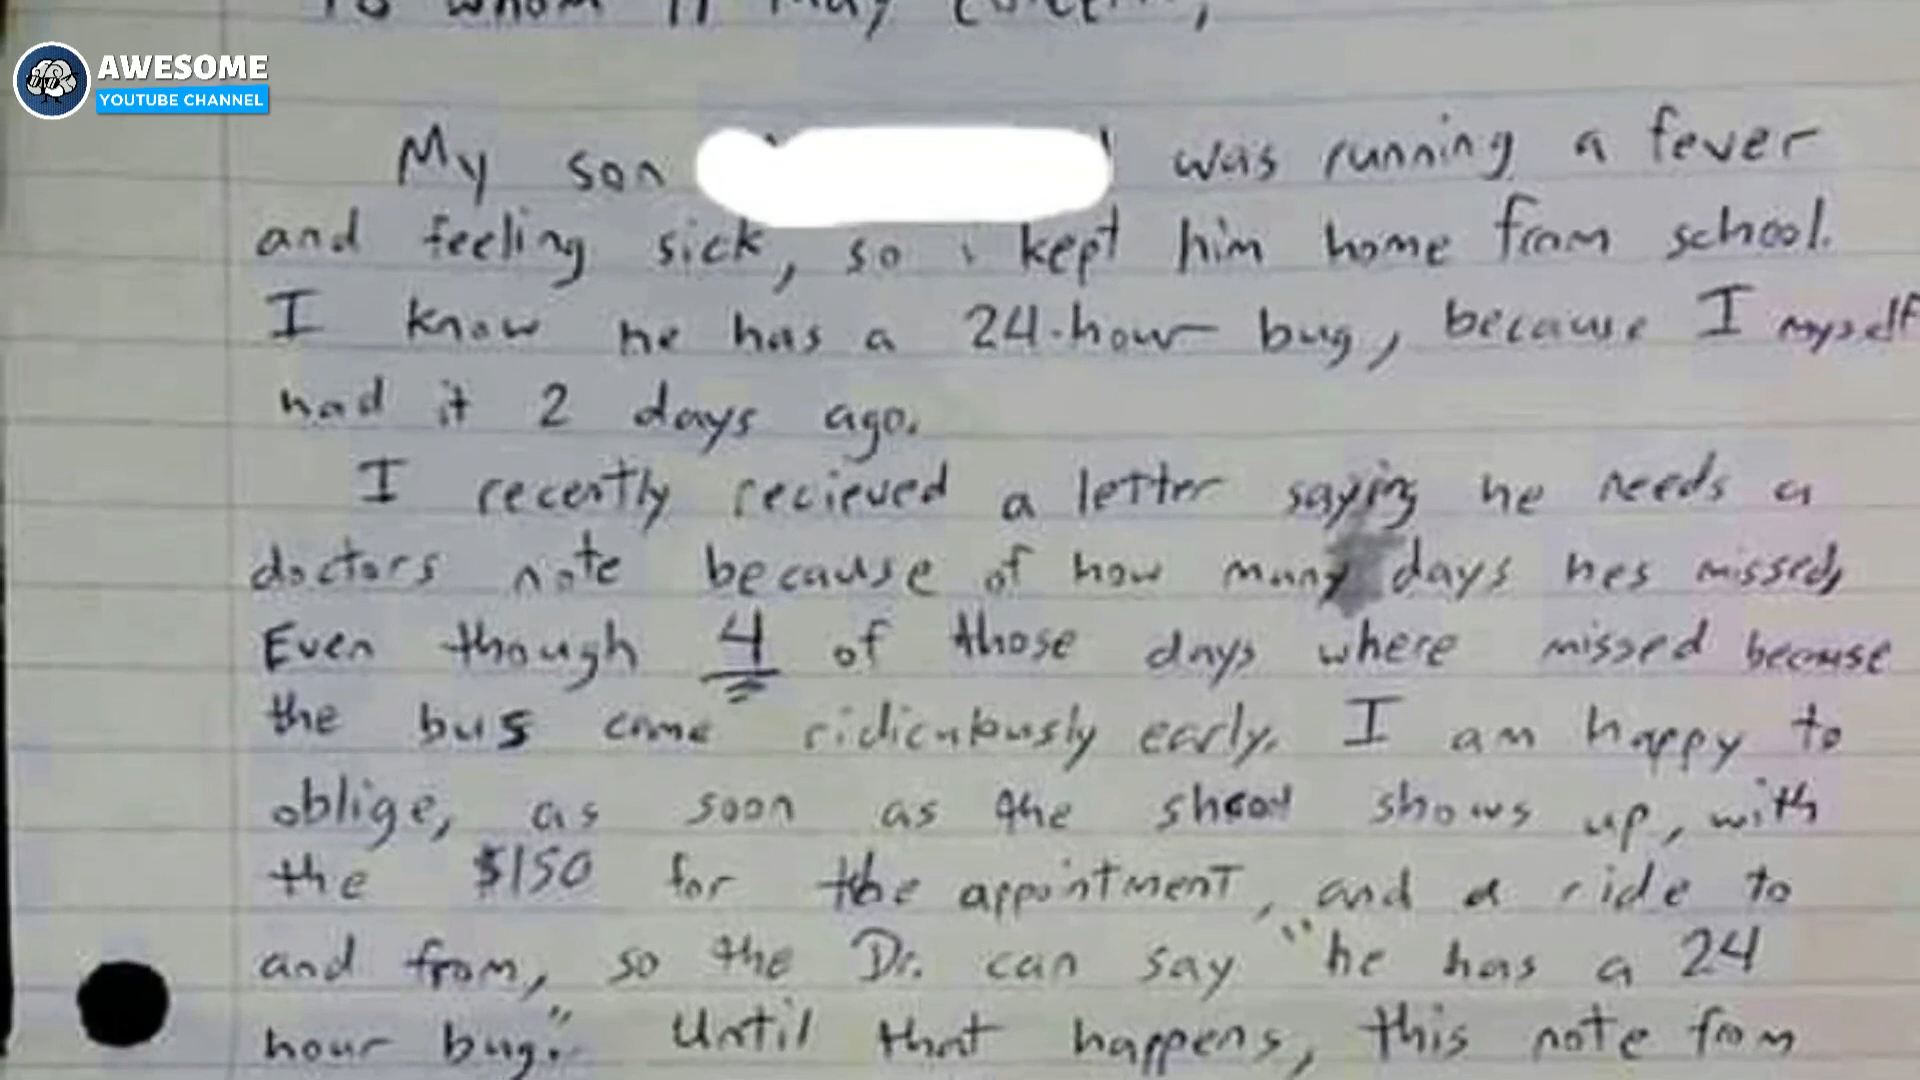 To whom it may concern,
AWESOME
YOUTUBE CHANNEL
My son was running a fever
and feeling sick, so i kept him home from school.
I know he has a 24-hour bug, because I myself
had it 2 days ago.
I recently recieved a letter saying he needs a
doctors note because of how many days hes missed,
Even though 4 of those days where missed because
the bus came ridiculously early. I am happy to
oblige, as soon as the shcool shows up, with
the $150 for the appointment, and a ride to
and from, so the Dr. can say "he has a 24
hour bug." Until that happens, this note from